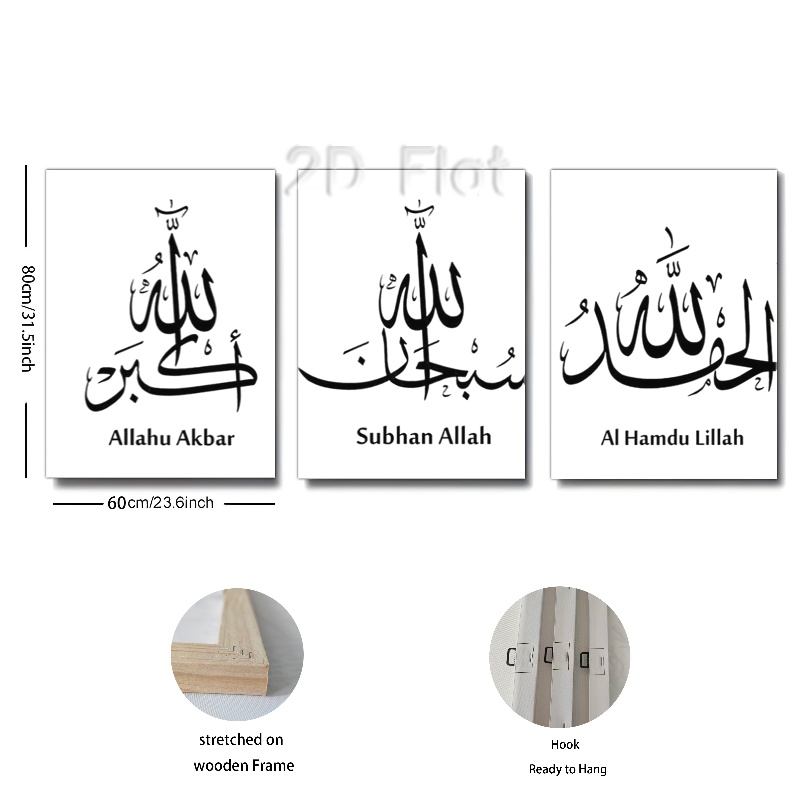 2D Flat
الله أكبر
سبحان الله
الحمد لله
Allahu Akbar
Subhan Allah
Al Hamdu Lillah
80cm/31.5inch
60cm/23.6inch
stretched on
wooden Frame
Hook
Ready to Hang